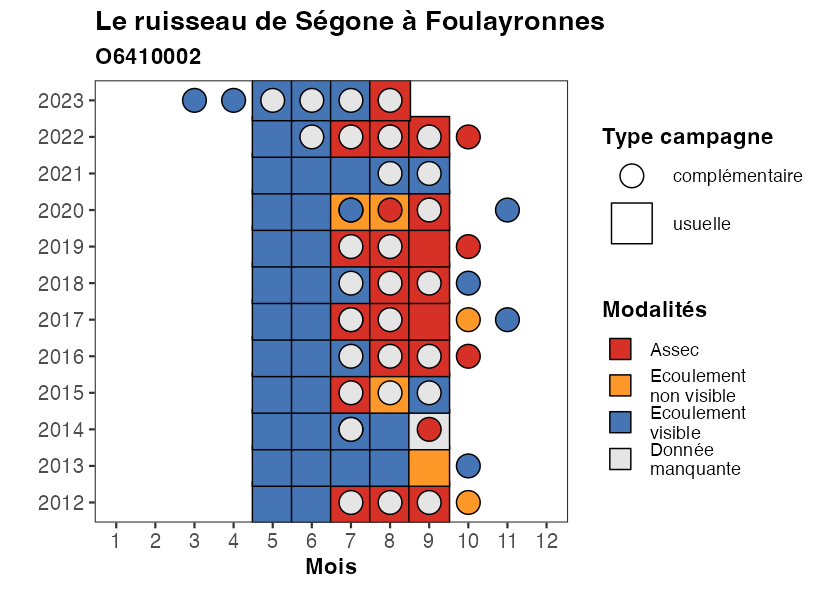 Le ruisseau de Ségone à Foulayronnes
O6410002
2023
2022
2021
2020
2019
2018
2017
2016
2015
2014
2013
2012
1 2 3 4 5 6 7 8 9 10 11 12
Mois
Type campagne
complémentaire
usuelle
Modalités
Assec
Ecoulement
non visible
Ecoulement
visible
Donnée
manquante